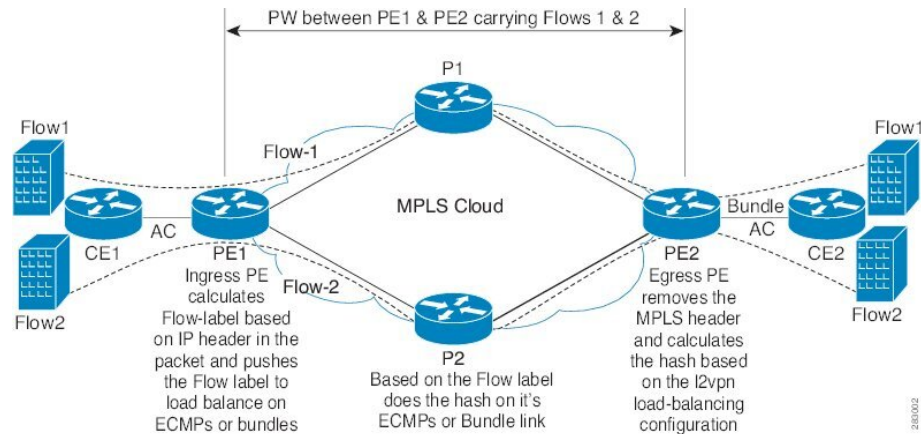 PW between PE1 & PE2 carrying Flows 1 & 2
P1
Flow1
Flow-1
Flow1
MPLS Cloud
Bundle
AC
AC
CE1
PE1
PE2
CE2
Flow2
Flow-2
Flow2
Ingress PE
calculates
Flow-label based
on IP header in the
packet and pushes
the Flow label to
load balance on
ECMPs or bundles
P2
Based on the Flow label
does the hash on it's
ECMPs or Bundle link
Egress PE
removes the
MPLS header
and calculates
the hash based
on the l2vpn
load-balancing
configuration
283002